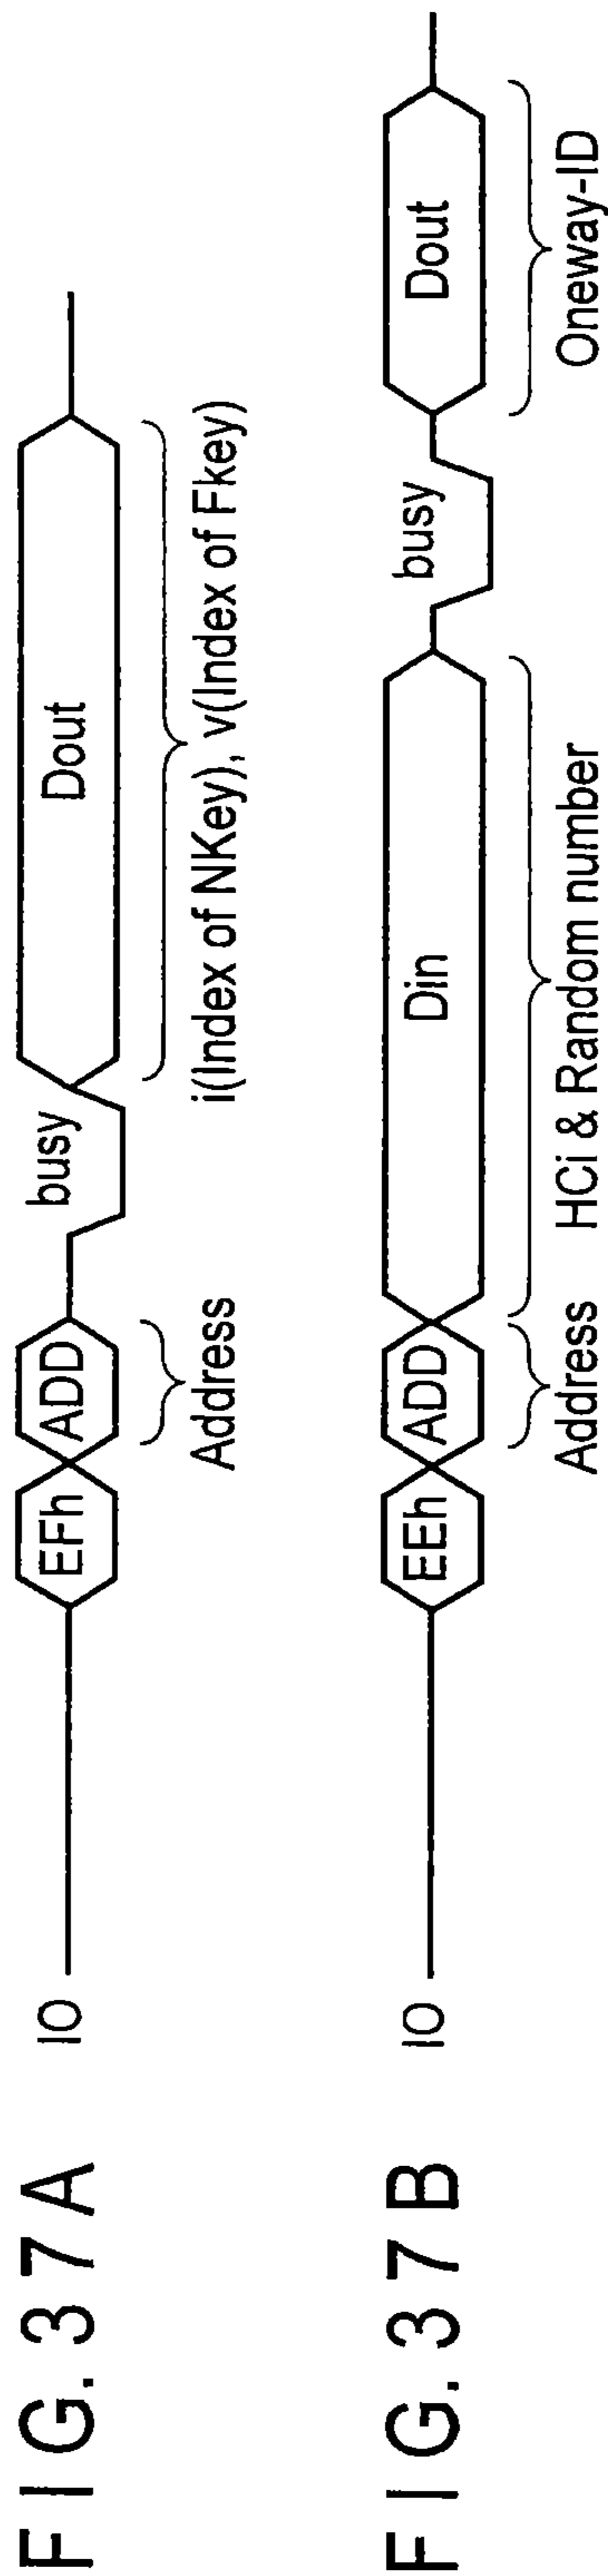 FIG. 37A
IO
EFh
ADD
busy
Dout
Address
i(Index of NKey), v(Index of Fkey)
FIG. 37B
IO
EEh
ADD
Din
busy
Dout
Address
HCi & Random number
Oneway-ID